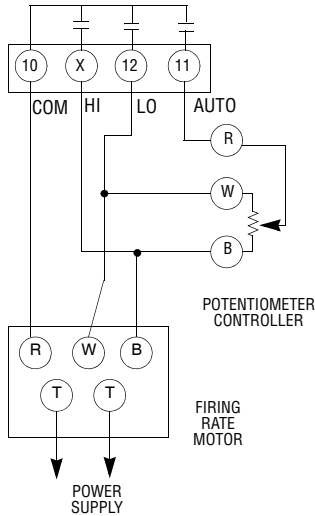 10 X 12 11
COM HI LO AUTO
R
W
B
POTENTIOMETER
CONTROLLER
R W B
T T
FIRING
RATE
MOTOR
POWER
SUPPLY